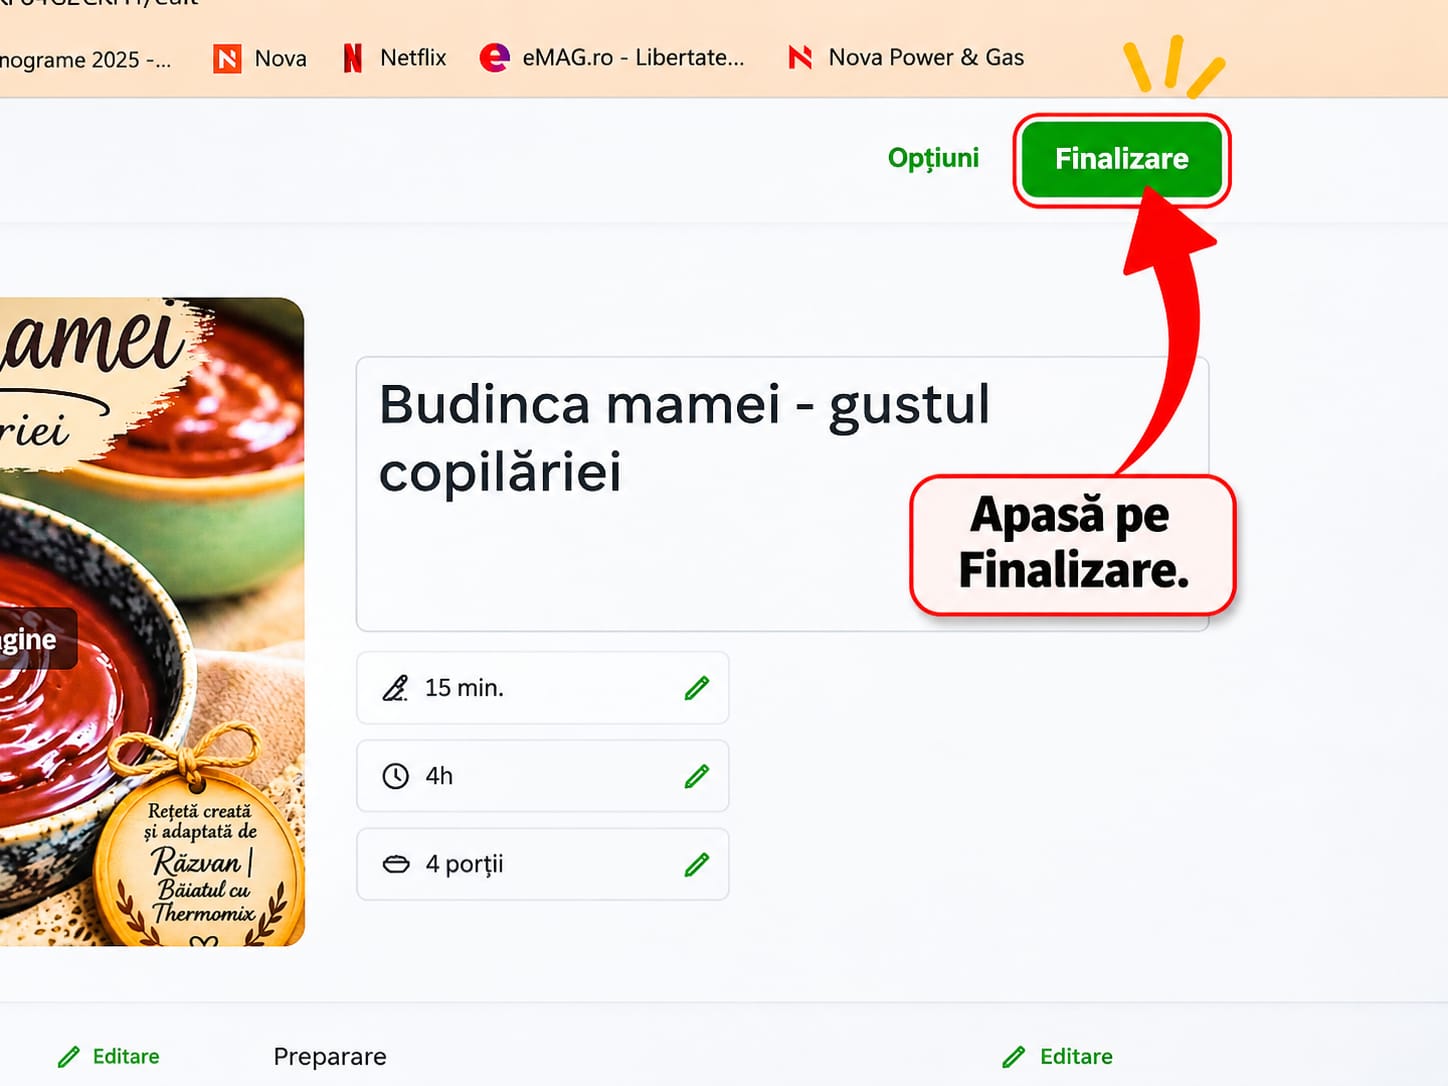 nograme 2025 -...
Nova
Netflix
eMAG.ro - Libertate...
Nova Power & Gas
Opțiuni
Finalizare
amei
riei
Budinca mamei - gustul
copilăriei
Apasă pe
Finalizare.
agine
15 min.
4h
4 porții
Rețetă creată
și adaptată de
Răzvan |
Băiatul cu
Thermomix
Editare
Preparare
Editare